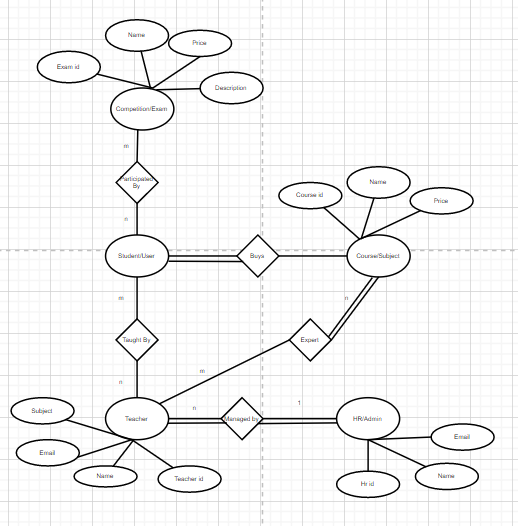 Name
Price
Exam id
Description
Competition/Exam
m
Participated
By
n
Name
Course id
Price
Student/User
Buys
Course/Subject
m
n
Taught By
Expert
m
n
Subject
n
1
Teacher
Managed by
HR/Admin
Email
Email
Name
Teacher id
Hr id
Name